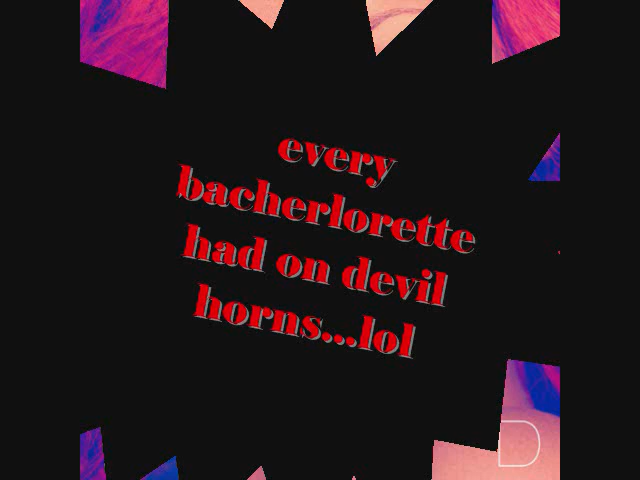 every
bacherlorette
had on devil
horns...lol
D